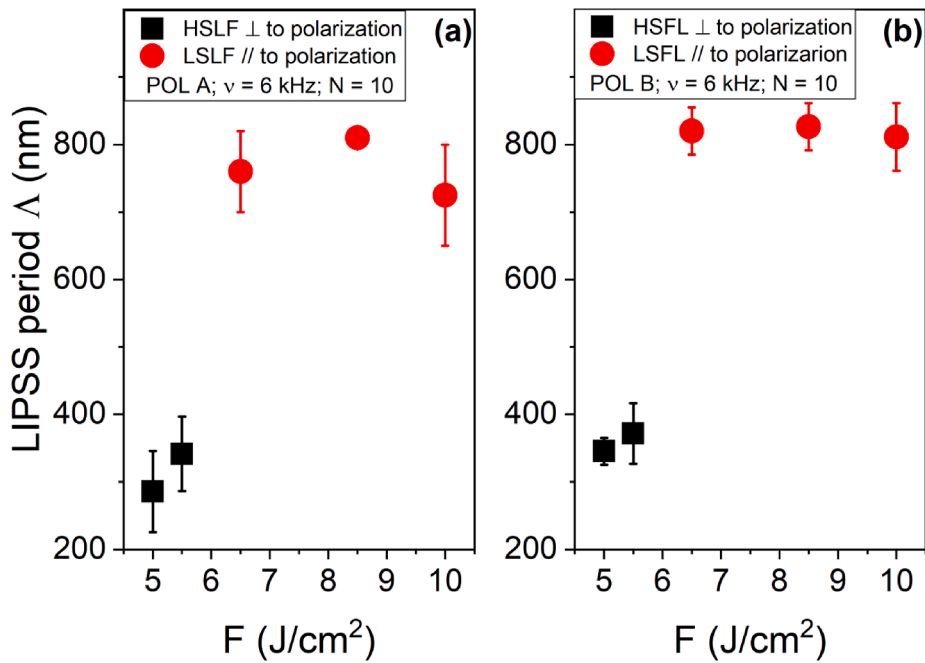 HSLF ⊥ to polarization
LSLF // to polarization
POL A; ν = 6 kHz; N = 10
(a)
HSFL ⊥ to polarization
LSFL // to polarizarion
POL B; ν = 6 kHz; N = 10
(b)
LIPSS period Λ (nm)
800
600
400
200
5 6 7 8 9 10
F (J/cm²)
800
600
400
200
5 6 7 8 9 10
F (J/cm²)